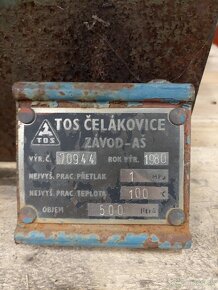 TOS ČELÁKOVICE
TOS
ZÁVOD-AŠ
VÝR. Č. 70944 ROK VÝR. 1980
NEJVYŠ. PRAC. PŘETLAK 1 MPa
NEJVYŠ. PRAC. TEPLOTA 100 °C
OBJEM 500 litrů